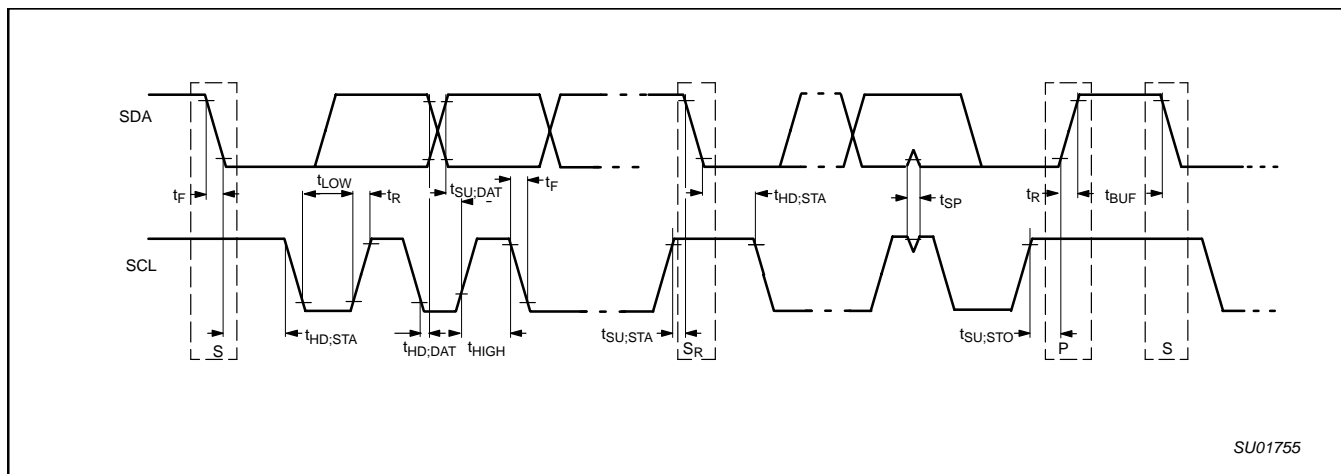 SDA
tF
tLOW
tR
tSU;DAT
tF
tHD;STA
tSP
tR
tBUF
SCL
S
tHD;STA
tHD;DAT
tHIGH
tSU;STA
SR
tSU;STO
P
S
SU01755